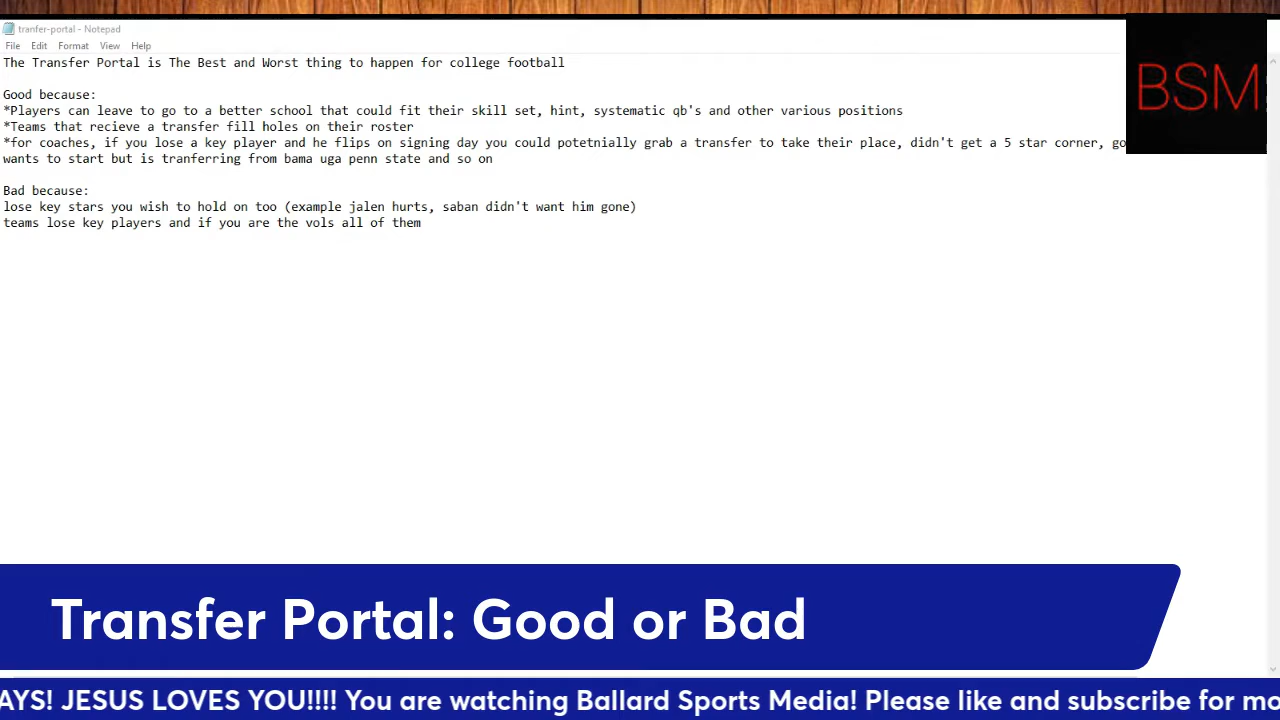 tranfer-portal - Notepad
File Edit Format View Help
The Transfer Portal is The Best and Worst thing to happen for college football
Good because:
*Players can leave to go to a better school that could fit their skill set, hint, systematic qb's and other various positions
*Teams that recieve a transfer fill holes on their roster
*for coaches, if you lose a key player and he flips on signing day you could potetnially grab a transfer to take their place, didn't get a 5 star corner, go
wants to start but is tranferring from bama uga penn state and so on
Bad because:
lose key stars you wish to hold on too (example jalen hurts, saban didn't want him gone)
teams lose key players and if you are the vols all of them
BSM
Transfer Portal: Good or Bad
AYS! JESUS LOVES YOU!!!! You are watching Ballard Sports Media! Please like and subscribe for mo